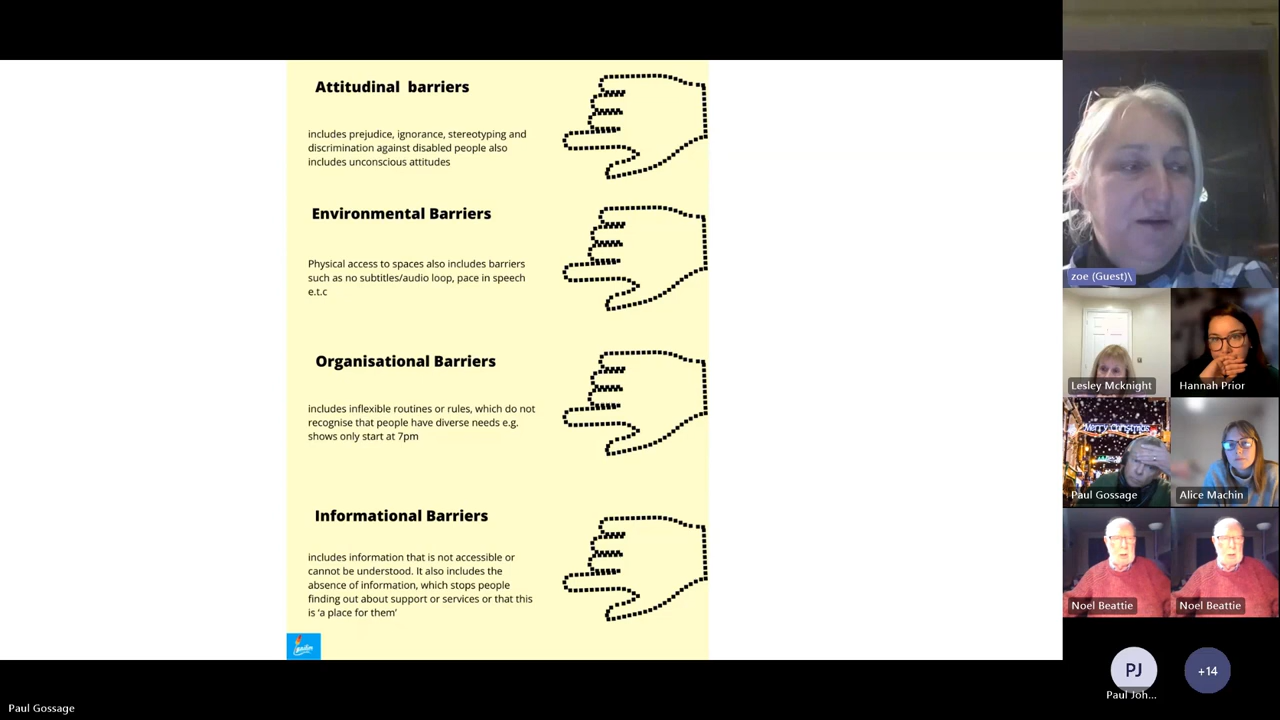 Attitudinal barriers
includes prejudice, ignorance, stereotyping and
discrimination against disabled people also
includes unconscious attitudes
Environmental Barriers
Physical access to spaces also includes barriers
such as no subtitles/audio loop, pace in speech
e.t.c
Organisational Barriers
includes inflexible routines or rules, which do not
recognise that people have diverse needs e.g.
shows only start at 7pm
Informational Barriers
includes information that is not accessible or
cannot be understood. It also includes the
absence of information, which stops people
finding out about support or services or that this
is ‘a place for them’
zoe (Guest)\
Lesley Mcknight
Hannah Prior
Merry Christmas
Paul Gossage
Alice Machin
Noel Beattie
Noel Beattie
PJ
+14
Paul Joh...
Paul Gossage